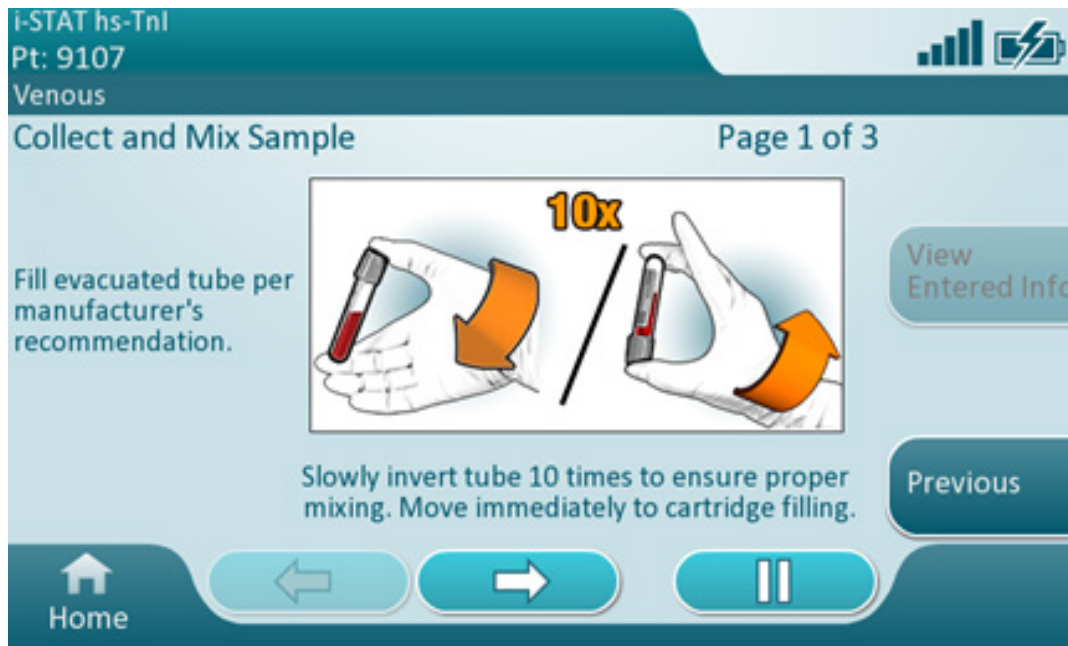 i-STAT hs-TnI
Pt: 9107
Venous
Collect and Mix Sample
Page 1 of 3
10x
Fill evacuated tube per
manufacturer's
recommendation.
View
Entered Info
Slowly invert tube 10 times to ensure proper
mixing. Move immediately to cartridge filling.
Previous
Home